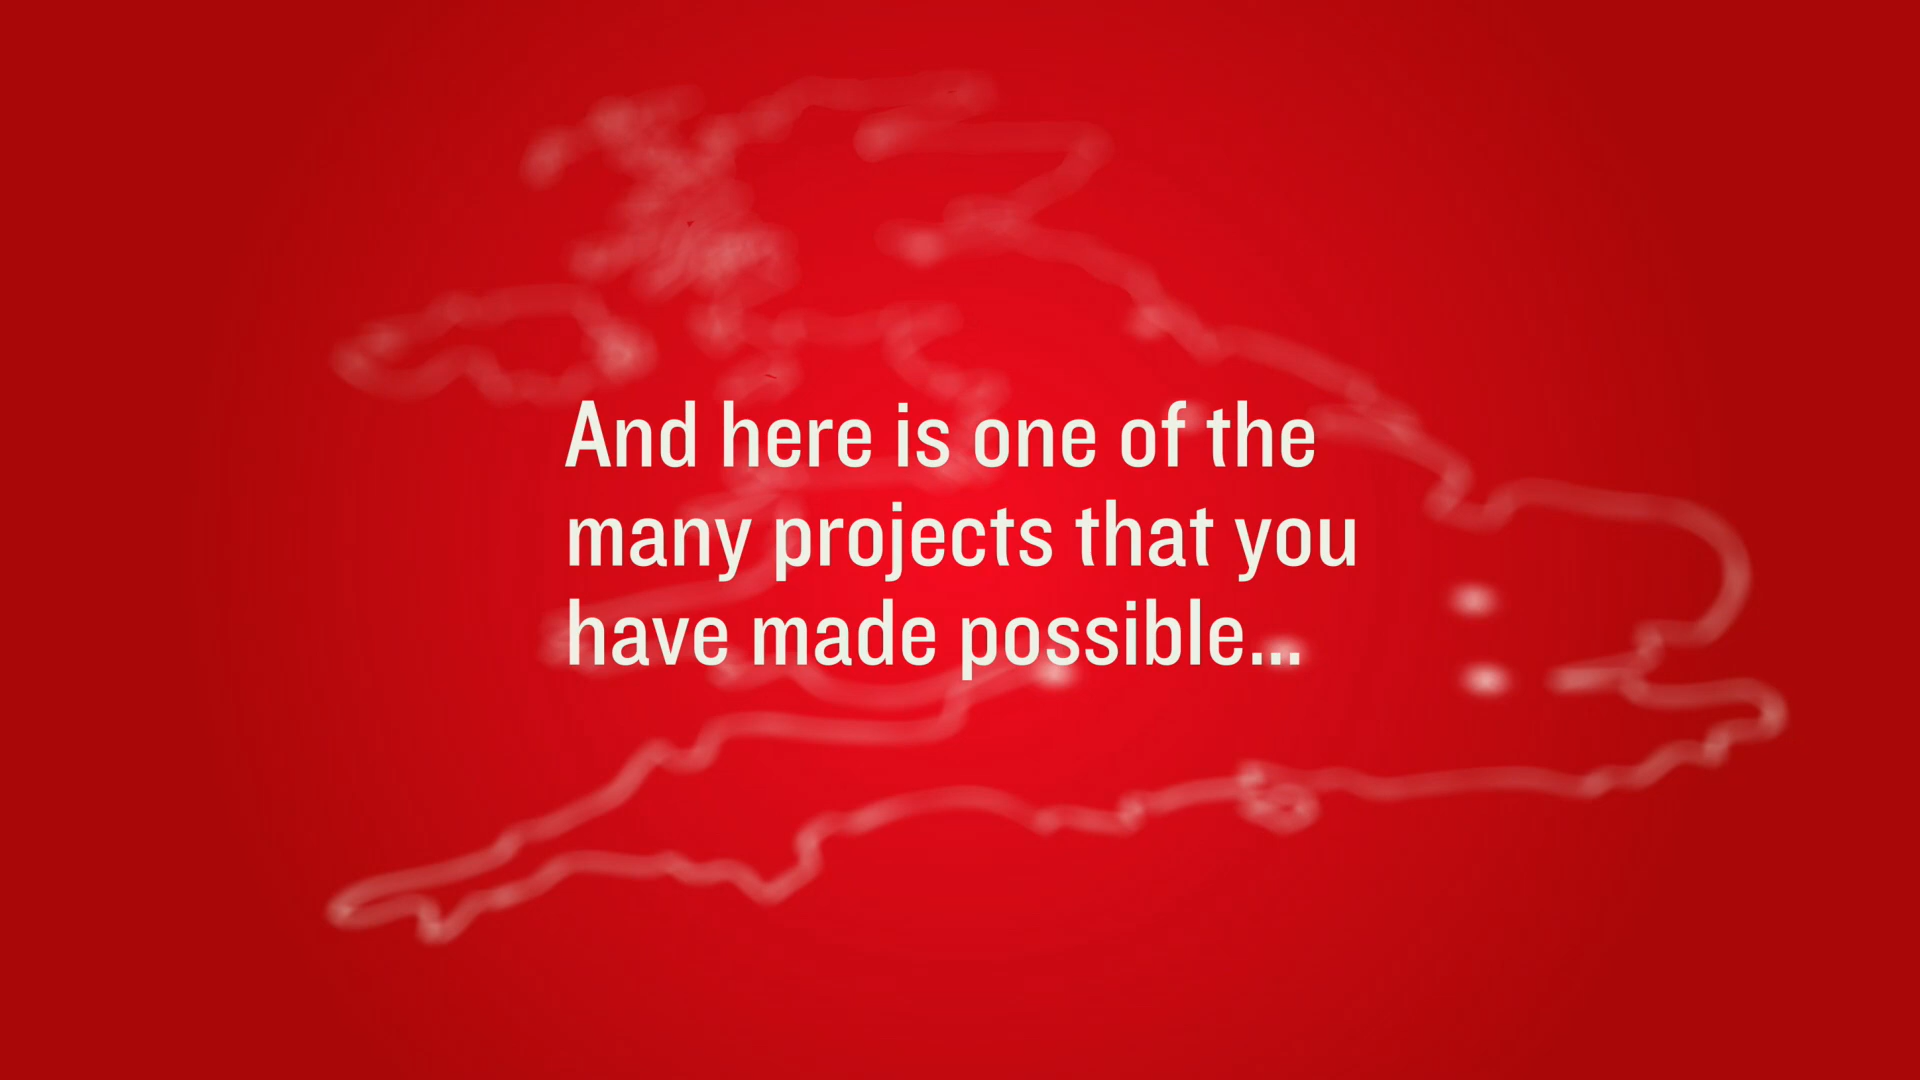 And here is one of the
many projects that you
have made possible...